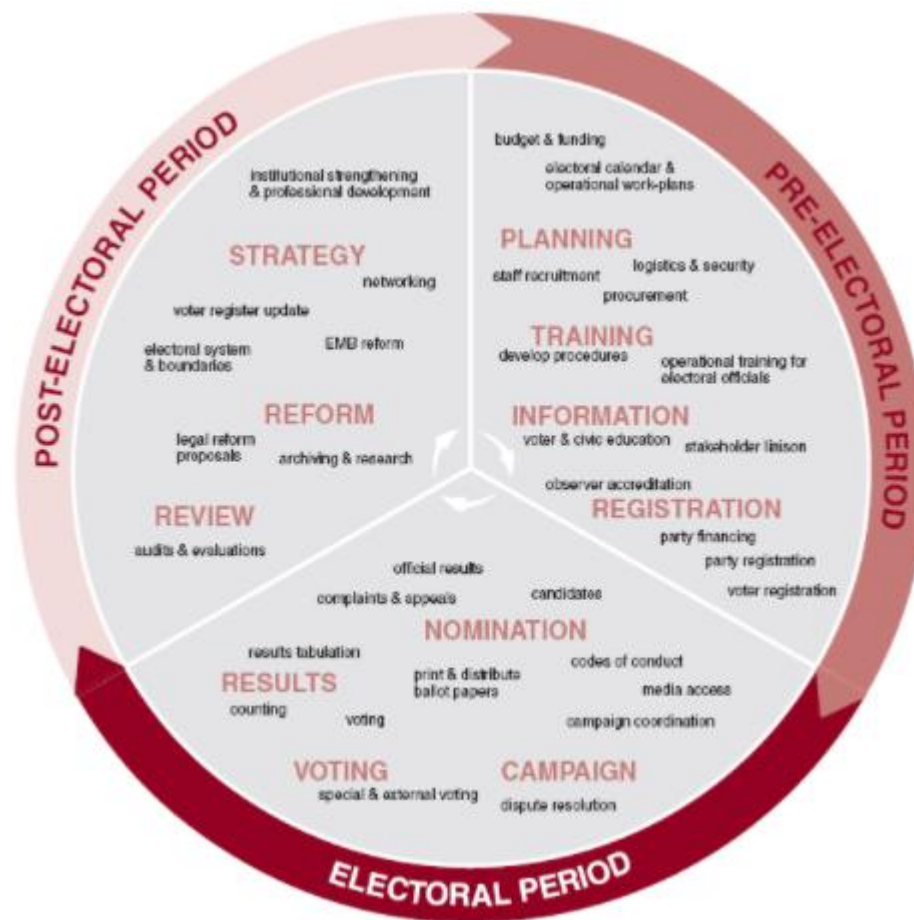 POST-ELECTORAL PERIOD
institutional strengthening
& professional development
STRATEGY
networking
voter register update
electoral system
& boundaries
EMB reform
REFORM
legal reform
proposals
archiving & research
REVIEW
audits & evaluations
PRE-ELECTORAL PERIOD
budget & funding
electoral calendar &
operational work-plans
PLANNING
staff recruitment
logistics & security
procurement
TRAINING
develop procedures
operational training for
electoral officials
INFORMATION
voter & civic education
stakeholder liaison
observer accreditation
REGISTRATION
party financing
party registration
voter registration
official results
complaints & appeals
candidates
NOMINATION
results tabulation
print & distribute
ballot papers
codes of conduct
RESULTS
media access
counting
voting
campaign coordination
VOTING
CAMPAIGN
special & external voting
dispute resolution
ELECTORAL PERIOD